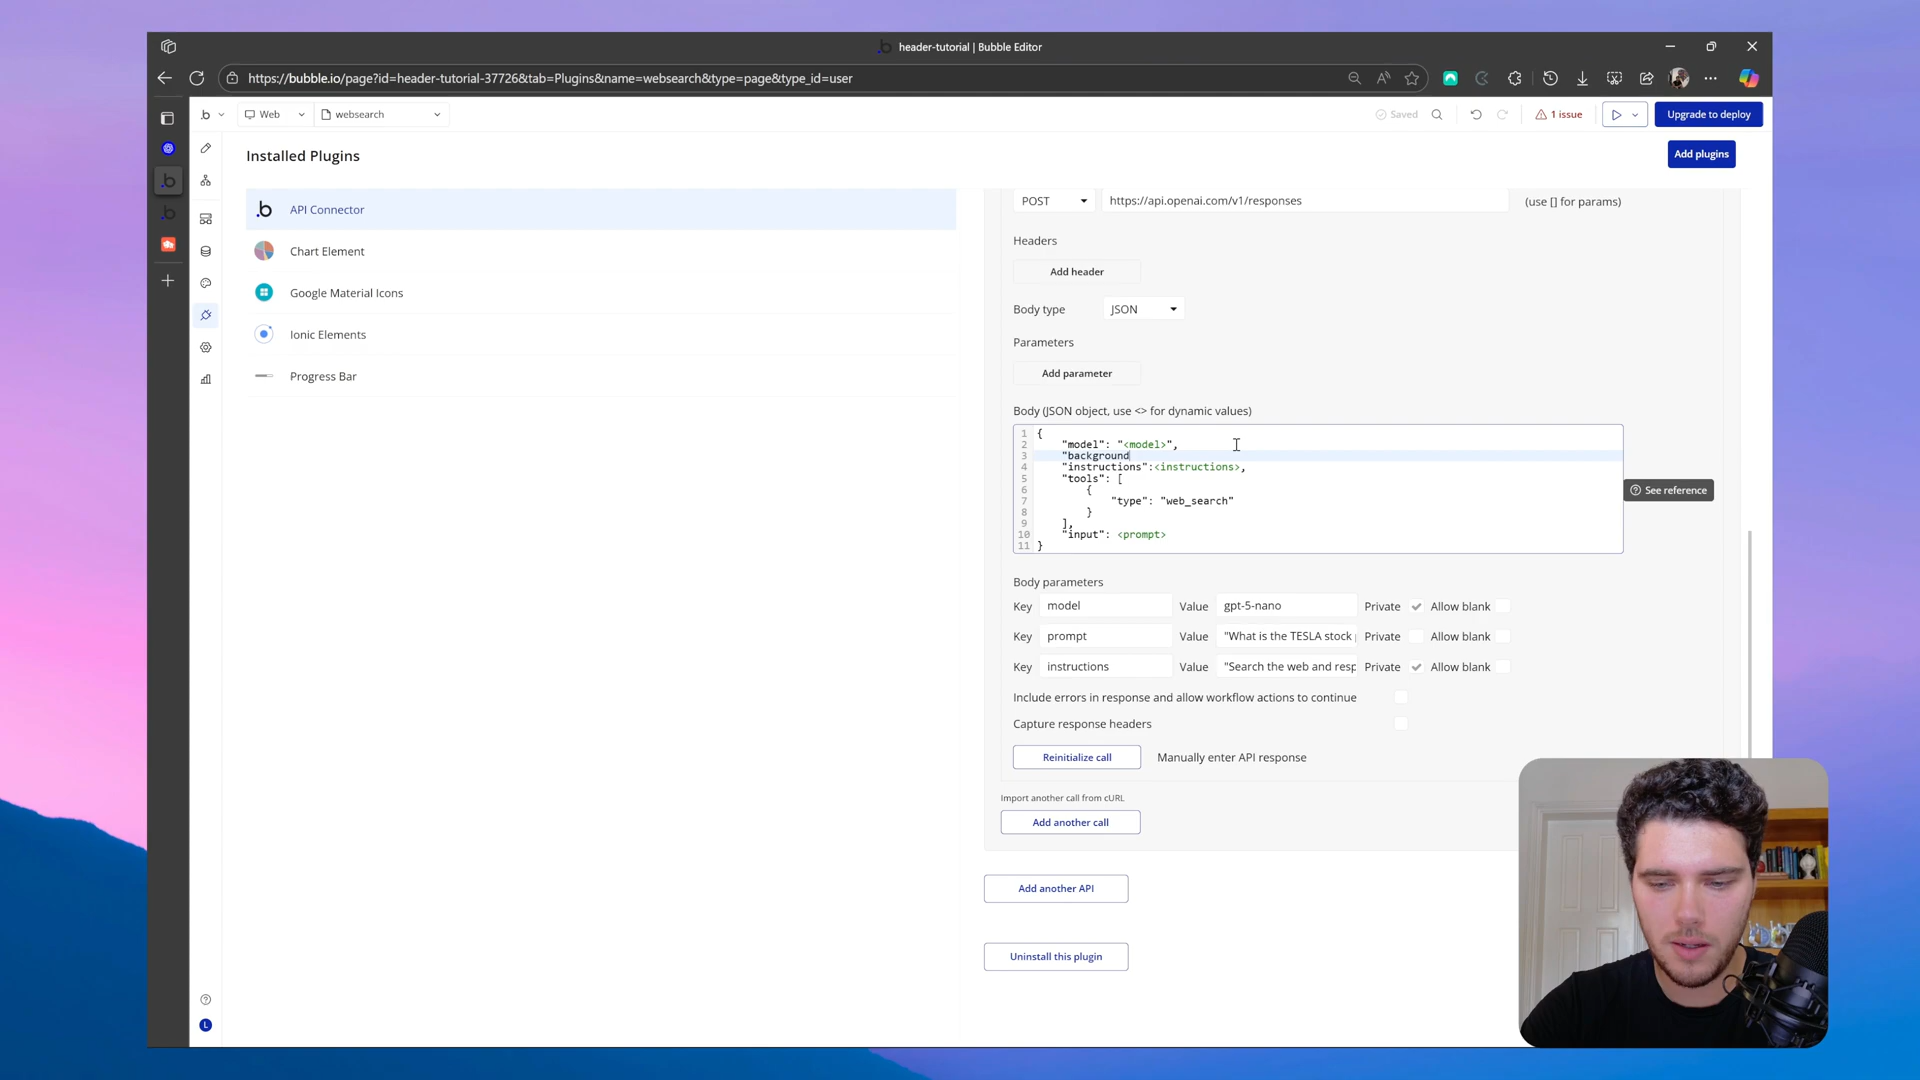 header-tutorial | Bubble Editor
https://bubble.io/page?id=header-tutorial-37726&tab=Plugins&name=websearch&type=page&type_id=user
Web
websearch
Saved
1 issue
Upgrade to deploy
Installed Plugins
Add plugins
API Connector
Chart Element
Google Material Icons
Ionic Elements
Progress Bar
POST
https://api.openai.com/v1/responses
(use [] for params)
Headers
Add header
Body type
JSON
Parameters
Add parameter
Body (JSON object, use <> for dynamic values)
1 {
2 "model": "<model>",
3 "background
4 "instructions":<instructions>,
5 "tools": [
6 {
7 "type": "web_search"
8 }
9 ],
10 "input": <prompt>
11 }
See reference
Body parameters
Key model Value gpt-5-nano Private Allow blank
Key prompt Value "What is the TESLA stock Private Allow blank
Key instructions Value "Search the web and resp Private Allow blank
Include errors in response and allow workflow actions to continue
Capture response headers
Reinitialize call
Manually enter API response
Import another call from cURL
Add another call
Add another API
Uninstall this plugin
L